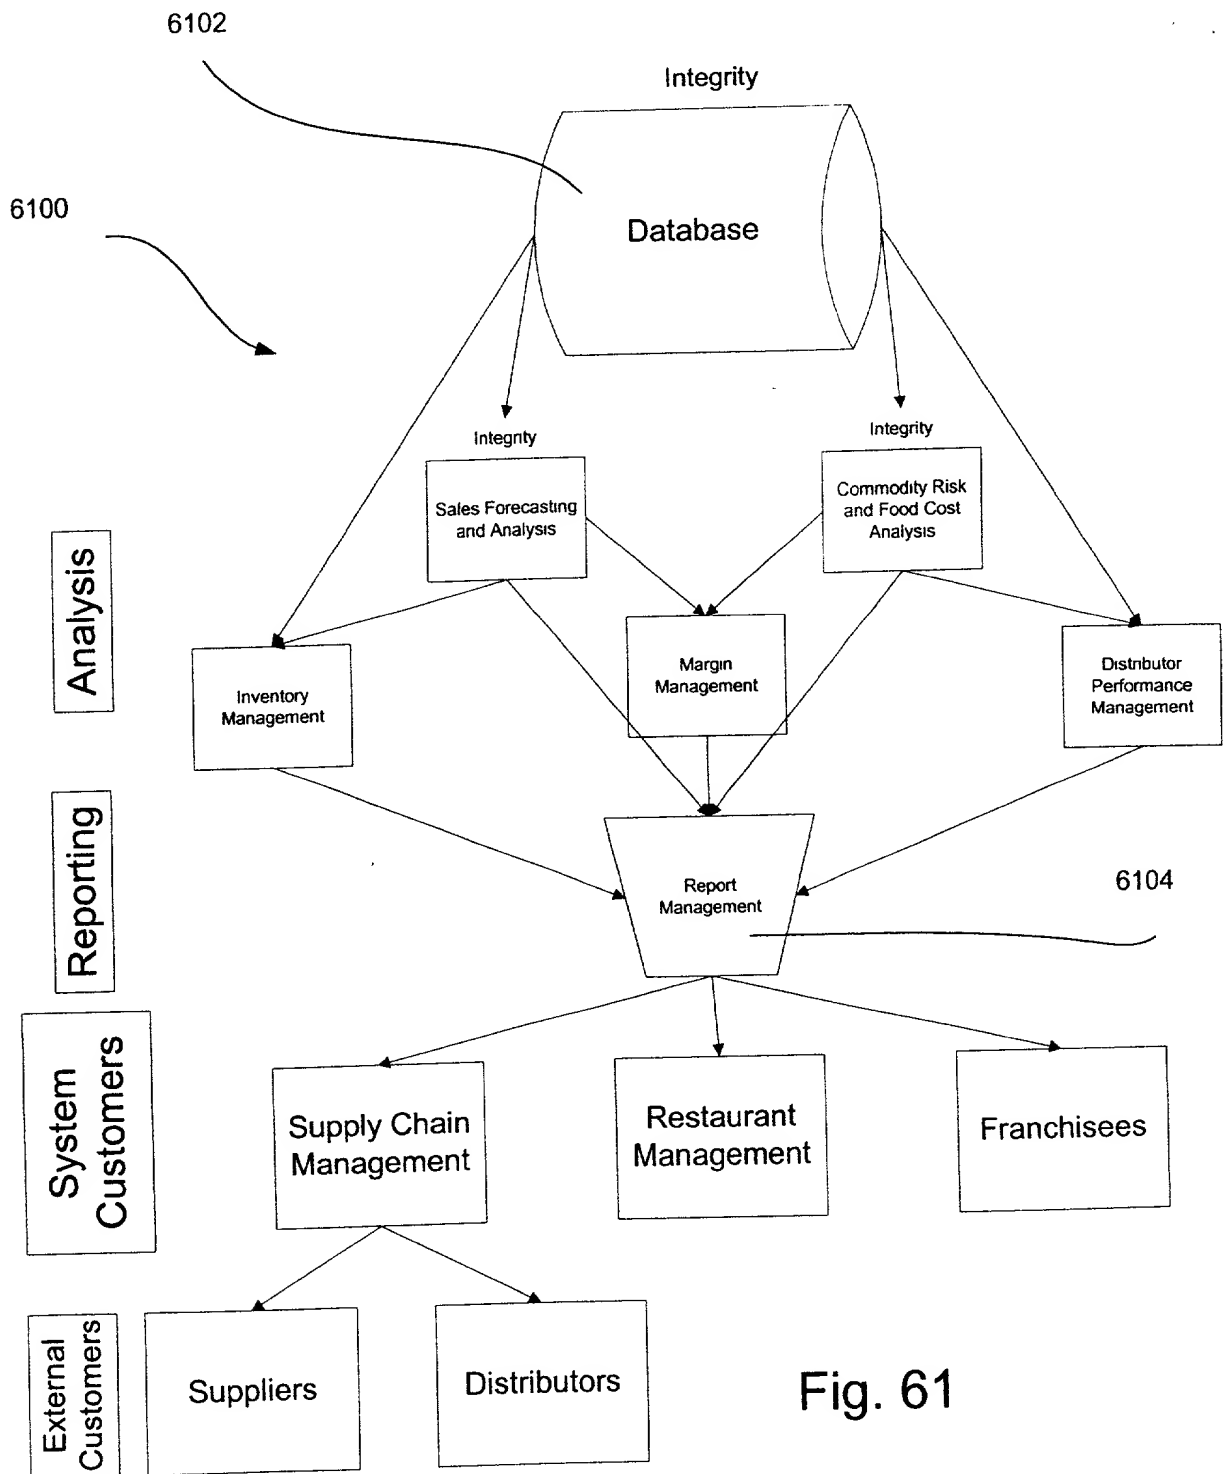 6102
Integrity
6100
Database
Integrity
Integrity
Sales Forecasting
and Analysis
Commodity Risk
and Food Cost
Analysis
Analysis
Inventory
Management
Margin
Management
Distributor
Performance
Management
Reporting
Report
Management
6104
System
Customers
Supply Chain
Management
Restaurant
Management
Franchisees
External
Customers
Suppliers
Distributors
Fig. 61